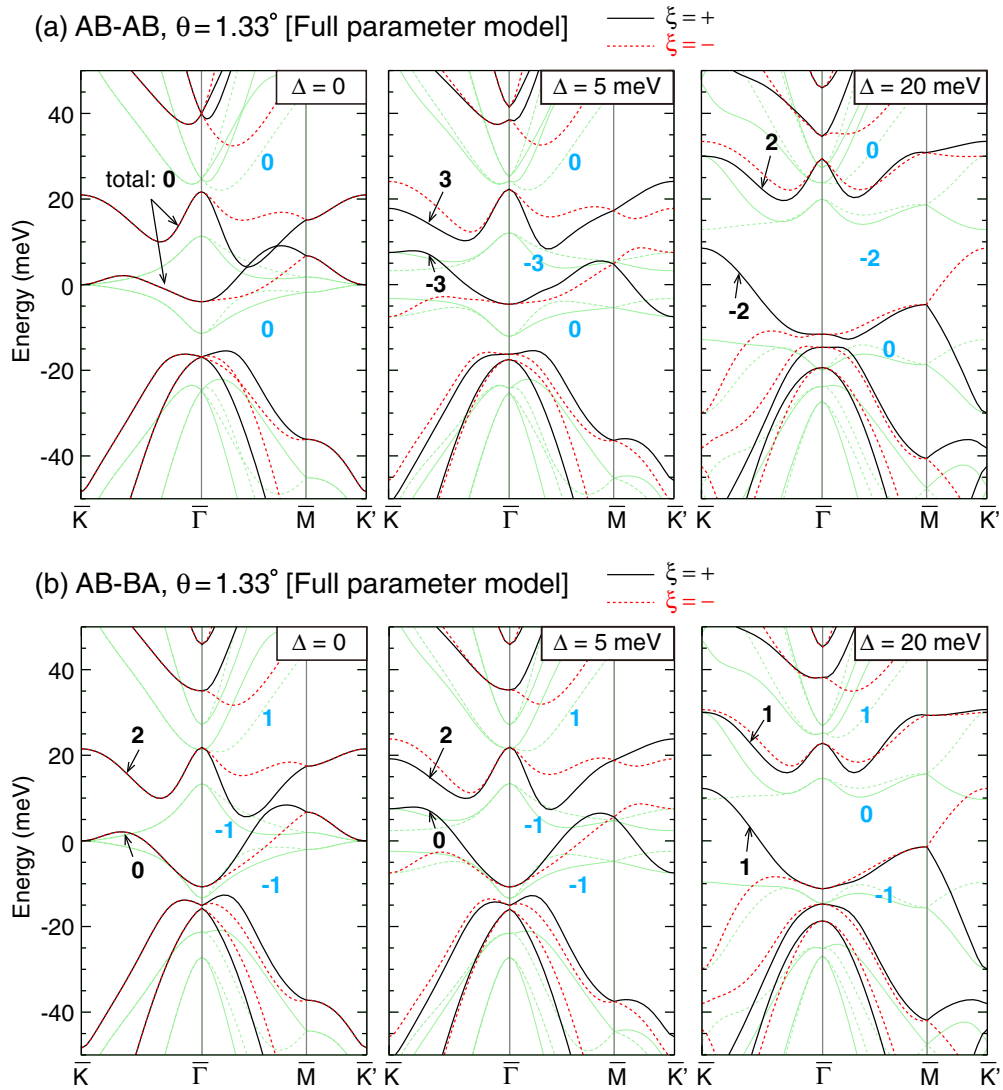 (a) AB-AB, θ = 1.33° [Full parameter model]
ξ = +
ξ = −
Δ = 0
Δ = 5 meV
Δ = 20 meV
Energy (meV)
40
20
0
-20
-40
total: 0
0
0
3
-3
0
-3
0
2
-2
0
-2
0
K̅ Γ̅ M̅ K̅'
K̅ Γ̅ M̅ K̅'
K̅ Γ̅ M̅ K̅'
(b) AB-BA, θ = 1.33° [Full parameter model]
ξ = +
ξ = −
Δ = 0
Δ = 5 meV
Δ = 20 meV
Energy (meV)
40
20
0
-20
-40
2
0
1
-1
-1
2
0
1
-1
-1
1
1
1
0
-1
K̅ Γ̅ M̅ K̅'
K̅ Γ̅ M̅ K̅'
K̅ Γ̅ M̅ K̅'